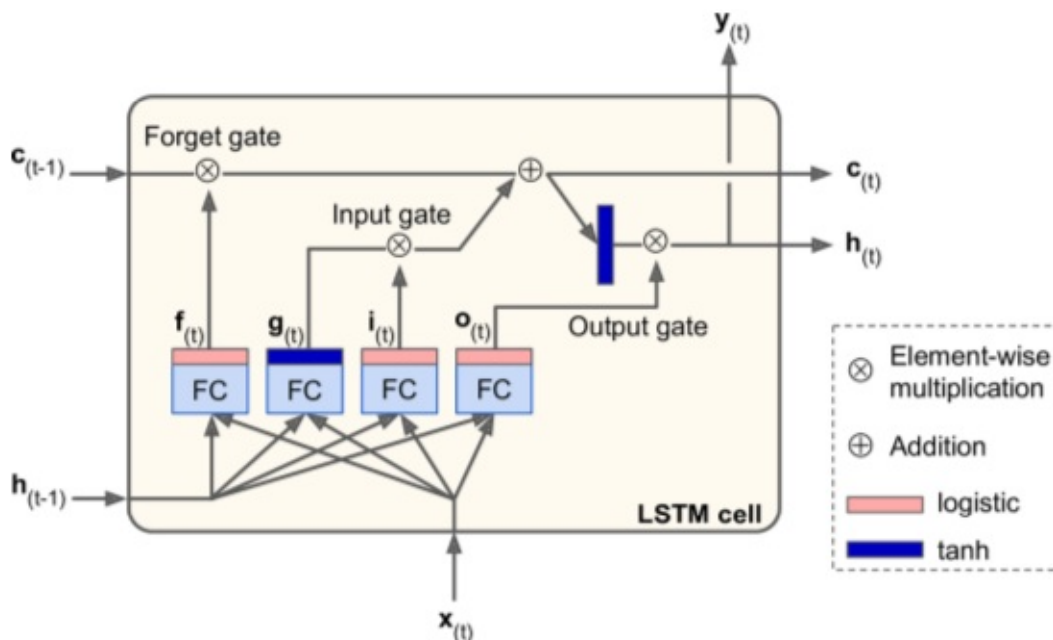 y(t)
Forget gate
c(t-1)
c(t)
Input gate
h(t)
f(t) g(t) i(t) o(t)
Output gate
FC FC FC FC
Element-wise
multiplication
Addition
h(t-1)
LSTM cell
logistic
tanh
x(t)